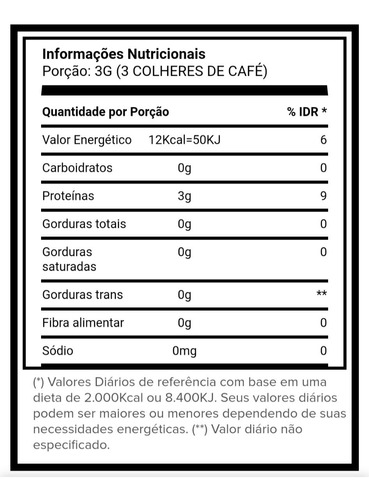 Informações Nutricionais
Porção: 3G (3 COLHERES DE CAFÉ)
Quantidade por Porção % IDR *
Valor Energético 12Kcal=50KJ 6
Carboidratos 0g 0
Proteínas 3g 9
Gorduras totais 0g 0
Gorduras saturadas 0g 0
Gorduras trans 0g **
Fibra alimentar 0g 0
Sódio 0mg 0
(*) Valores Diários de referência com base em uma
dieta de 2.000Kcal ou 8.400KJ. Seus valores diários
podem ser maiores ou menores dependendo de suas
necessidades energéticas. (**) Valor diário não
especificado.